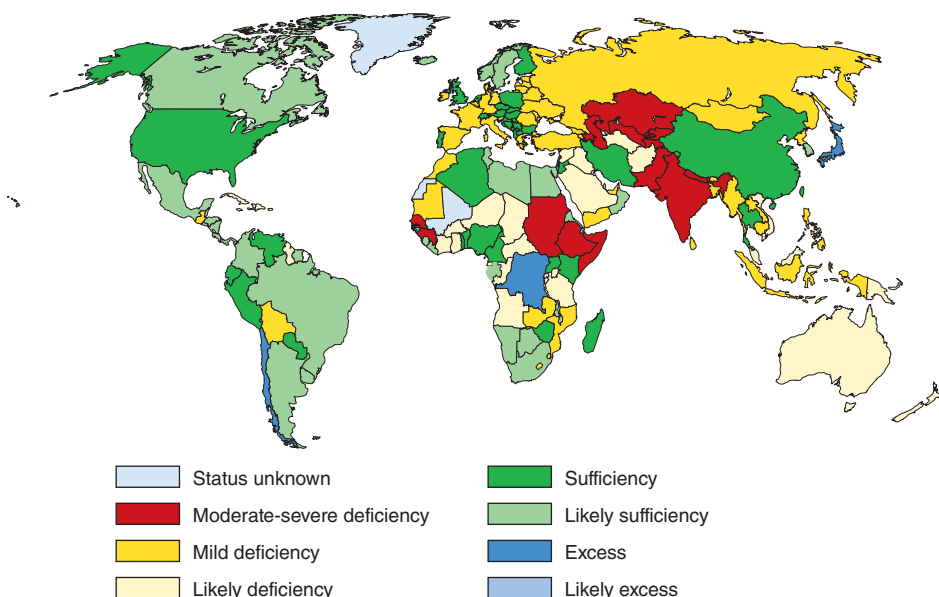 Status unknown
Moderate-severe deficiency
Mild deficiency
Likely deficiency
Sufficiency
Likely sufficiency
Excess
Likely excess